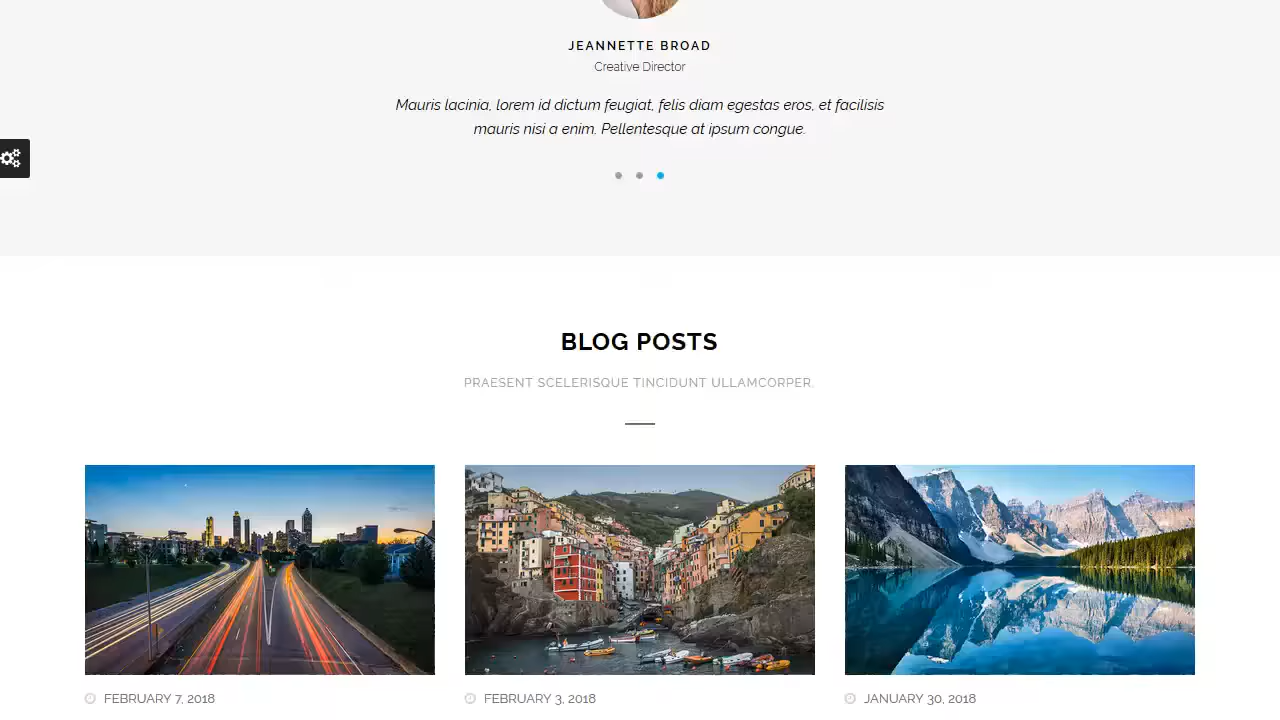 JEANNETTE BROAD
Creative Director
Mauris lacinia, lorem id dictum feugiat, felis diam egestas eros, et facilisis
mauris nisi a enim. Pellentesque at ipsum congue.
BLOG POSTS
PRAESENT SCELERISQUE TINCIDUNT ULLAMCORPER.
FEBRUARY 7, 2018
FEBRUARY 3, 2018
JANUARY 30, 2018